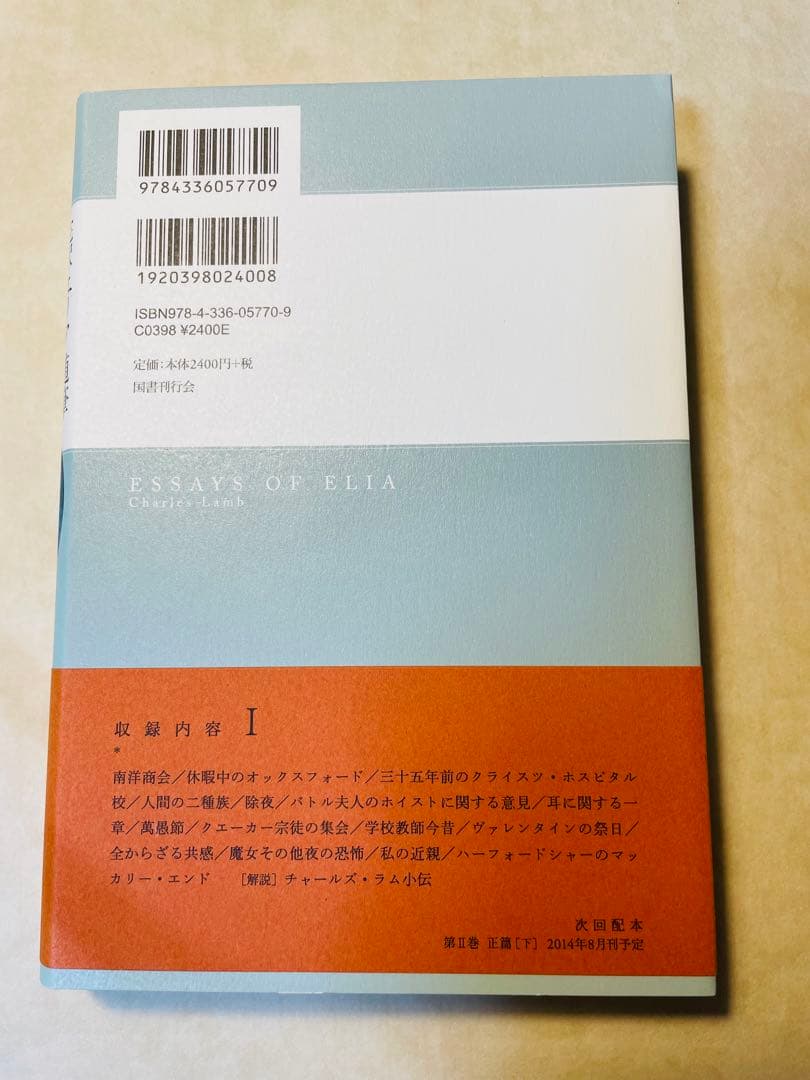 9784336057709
1920398024008
ISBN978-4-336-05770-9
C0398 ¥2400E
定価:本体2400円+税
国書刊行会
ESSAYS OF ELIA
Charles Lamb
収録内容 I
*
南洋商会/休暇中のオックスフォード/三十五年前のクライスツ・ホスピタル
校/人間の二種族/除夜/バトル夫人のホイストに関する意見/耳に関する一
章/萬愚節/クエーカー宗徒の集会/学校教師今昔/ヴァレンタインの祭日/
全からざる共感/魔女その他夜の恐怖/私の近親/ハーフォードシャーのマッ
カリー・エンド [解説]チャールズ・ラム小伝
次回配本
第II巻 正篇[下] 2014年8月刊予定